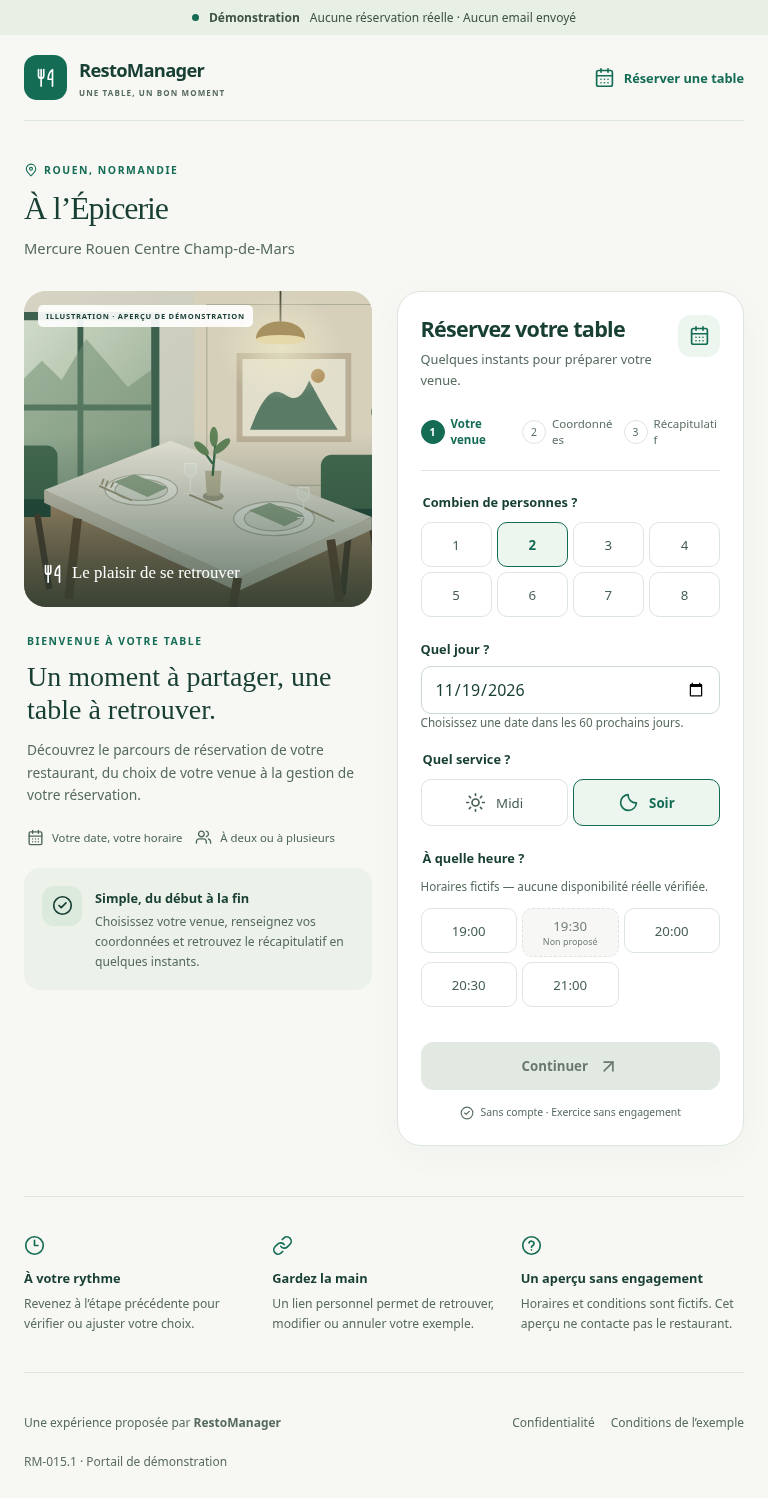 Démonstration Aucune réservation réelle · Aucun email envoyé
RestoManager
UNE TABLE, UN BON MOMENT
Réserver une table
ROUEN, NORMANDIE
À l’Épicerie
Mercure Rouen Centre Champ-de-Mars
ILLUSTRATION · APERÇU DE DÉMONSTRATION
Le plaisir de se retrouver
BIENVENUE À VOTRE TABLE
Un moment à partager, une
table à retrouver.
Découvrez le parcours de réservation de votre
restaurant, du choix de votre venue à la gestion de
votre réservation.
Votre date, votre horaire
À deux ou à plusieurs
Simple, du début à la fin
Choisissez votre venue, renseignez vos
coordonnées et retrouvez le récapitulatif en
quelques instants.
Réservez votre table
Quelques instants pour préparer votre
venue.
1 Votre
venue
2 Coordonné
es
3 Récapitulati
f
Combien de personnes ?
1 2 3 4
5 6 7 8
Quel jour ?
11/19/2026
Choisissez une date dans les 60 prochains jours.
Quel service ?
Midi Soir
À quelle heure ?
Horaires fictifs — aucune disponibilité réelle vérifiée.
19:00 19:30 20:00
Non proposé
20:30 21:00
Continuer
Sans compte · Exercice sans engagement
À votre rythme
Revenez à l’étape précédente pour
vérifier ou ajuster votre choix.
Gardez la main
Un lien personnel permet de retrouver,
modifier ou annuler votre exemple.
Un aperçu sans engagement
Horaires et conditions sont fictifs. Cet
aperçu ne contacte pas le restaurant.
Une expérience proposée par RestoManager
Confidentialité Conditions de l’exemple
RM-015.1 · Portail de démonstration